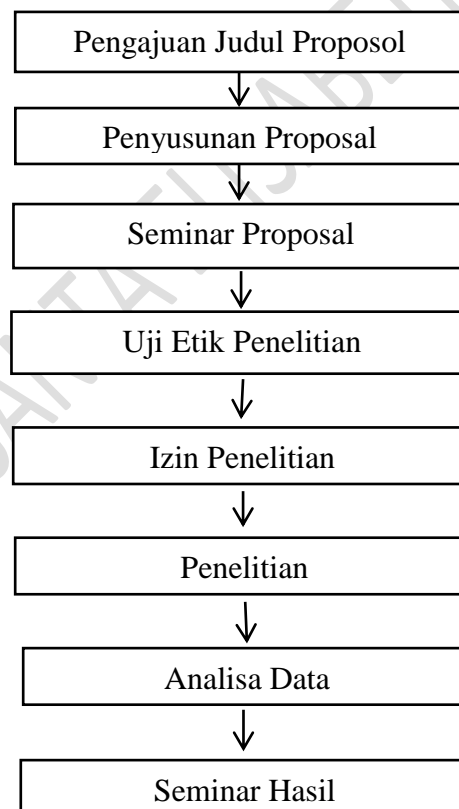 Pengajuan Judul Proposol
Penyusunan Proposal
Seminar Proposal
Uji Etik Penelitian
Izin Penelitian
Penelitian
Analisa Data
Seminar Hasil